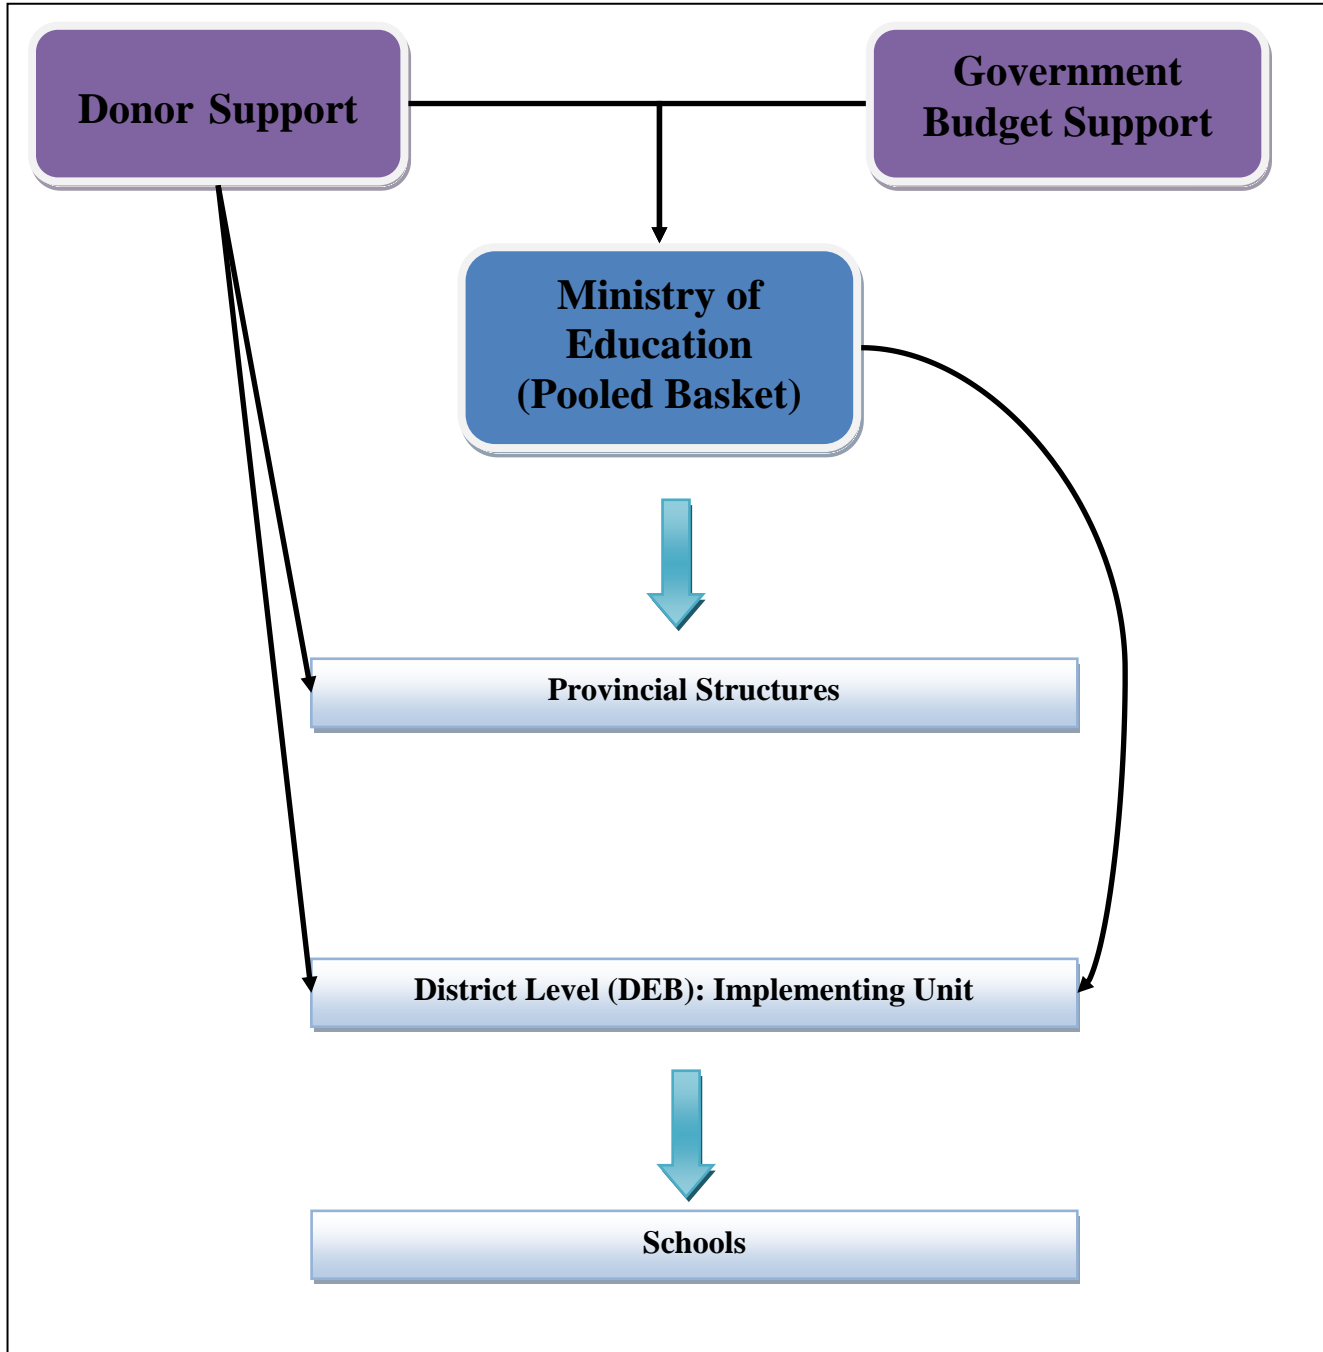 Donor Support
Government
Budget Support
Ministry of
Education
(Pooled Basket)
Provincial Structures
District Level (DEB): Implementing Unit
Schools